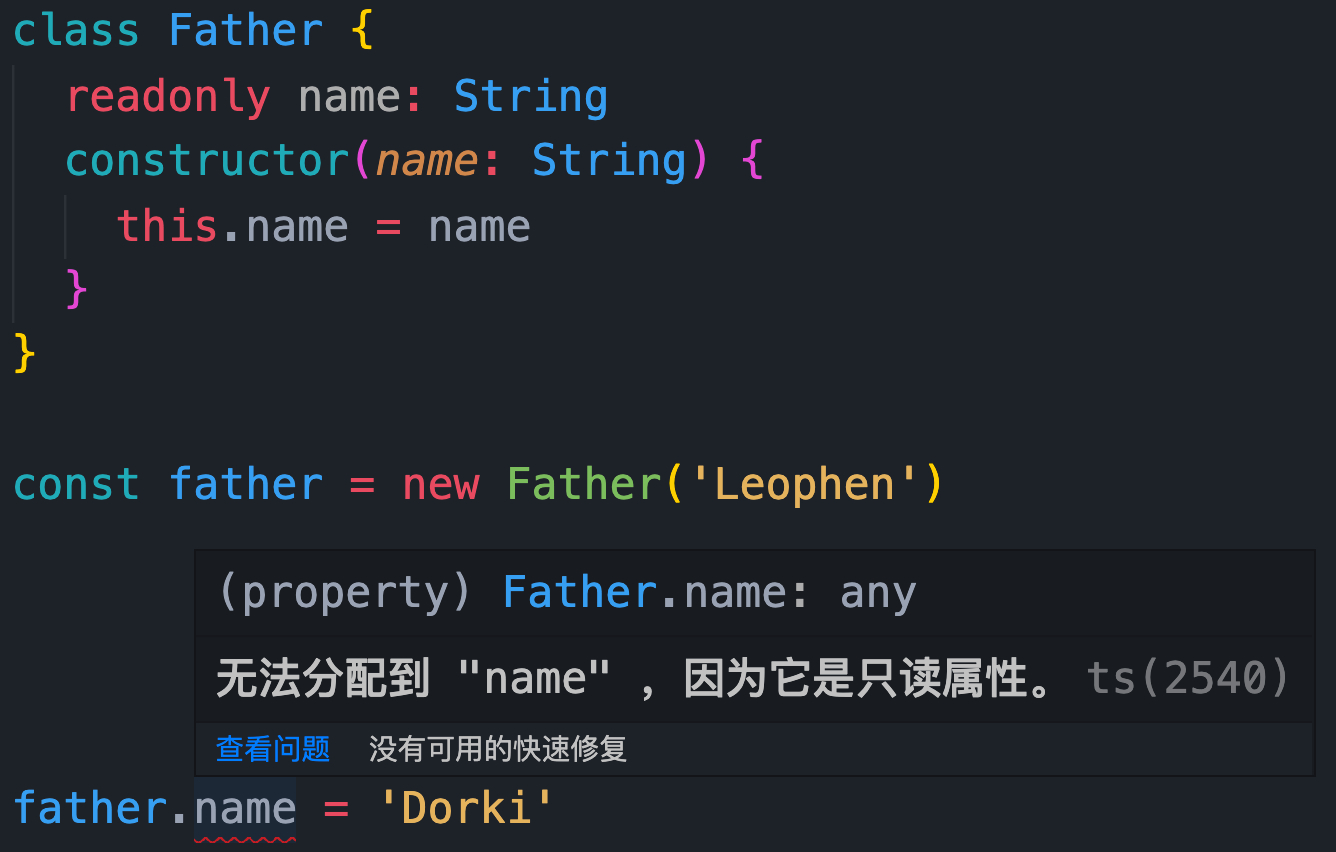 class Father {
  readonly name: String
  constructor(name: String) {
    this.name = name
  }
}
const father = new Father('Leophen')
(property) Father.name: any
无法分配到 "name" ，因为它是只读属性。 ts(2540)
查看问题 没有可用的快速修复
father.name = 'Dorki'